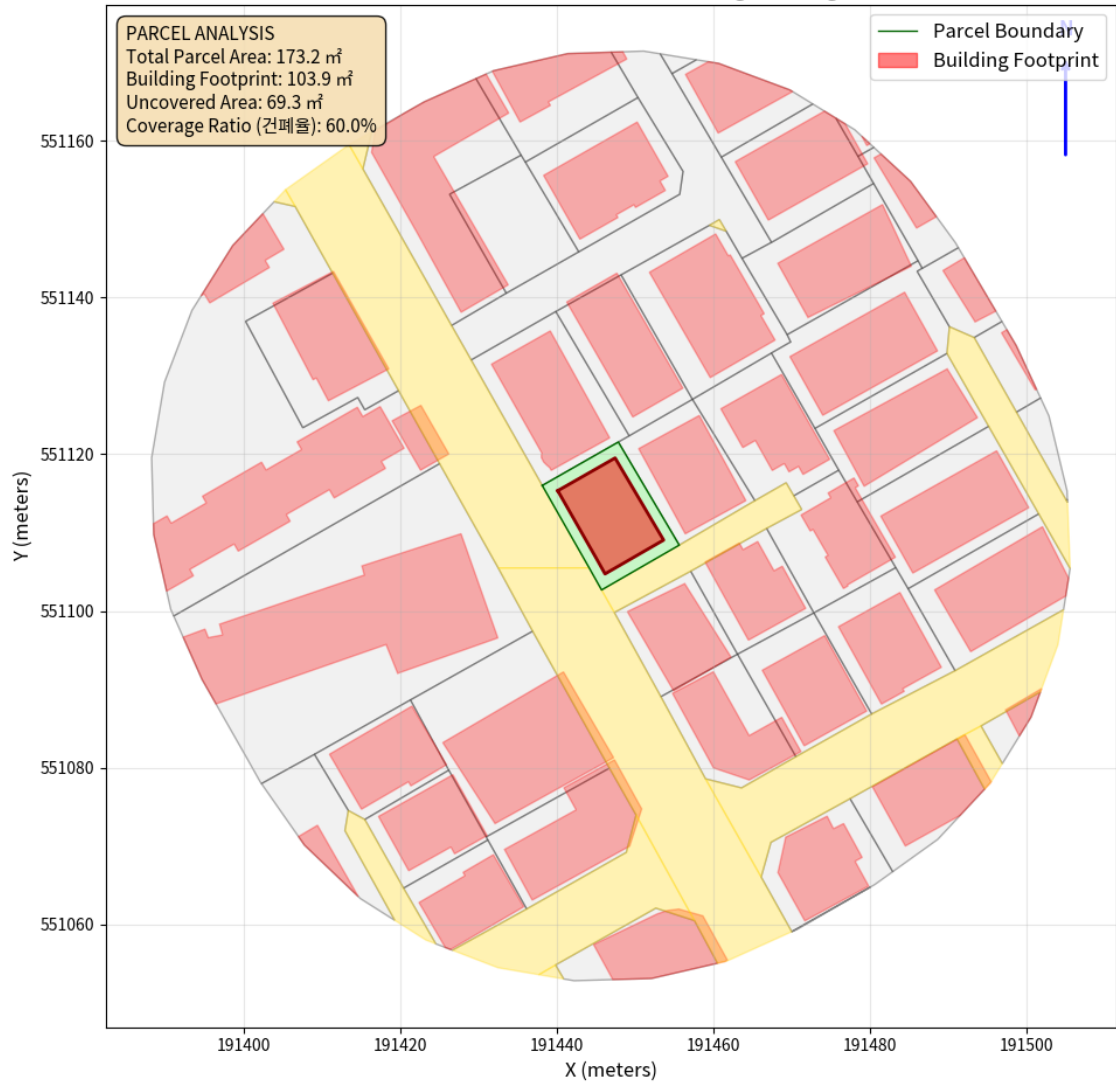 PARCEL ANALYSIS
Total Parcel Area: 173.2 ㎡
Building Footprint: 103.9 ㎡
Uncovered Area: 69.3 ㎡
Coverage Ratio (건폐율): 60.0%
Parcel Boundary
Building Footprint
N
551160
551140
551120
551100
551080
551060
Y (meters)
191400
191420
191440
191460
191480
191500
X (meters)